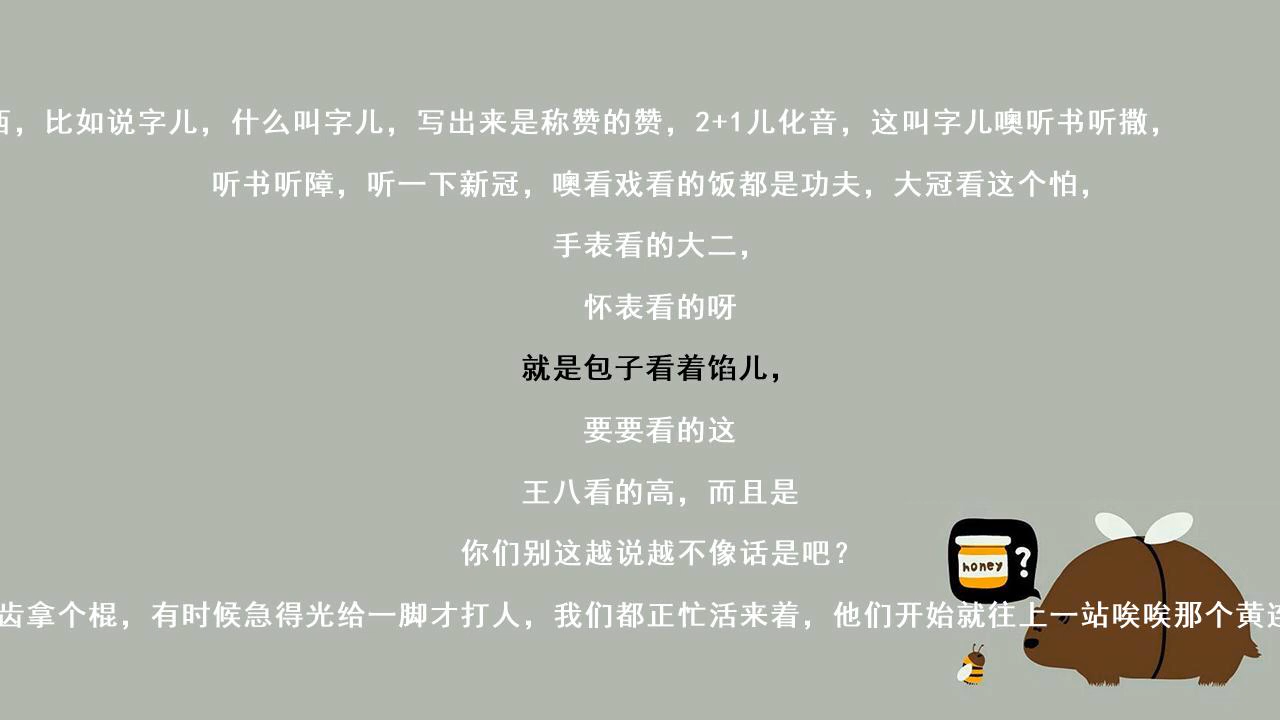 西，比如说字儿，什么叫字儿，写出来是称赞的赞，2+1儿化音，这叫字儿噢听书听撒，
听书听障，听一下新冠，噢看戏看的饭都是功夫，大冠看这个怕，
手表看的大二，
怀表看的呀
就是包子看着馅儿，
要要看的这
王八看的高，而且是
你们别这越说越不像话是吧？
齿拿个棍，有时候急得光给一脚才打人，我们都正忙活来着，他们开始就往上一站唉唉那个黄连
honey ?